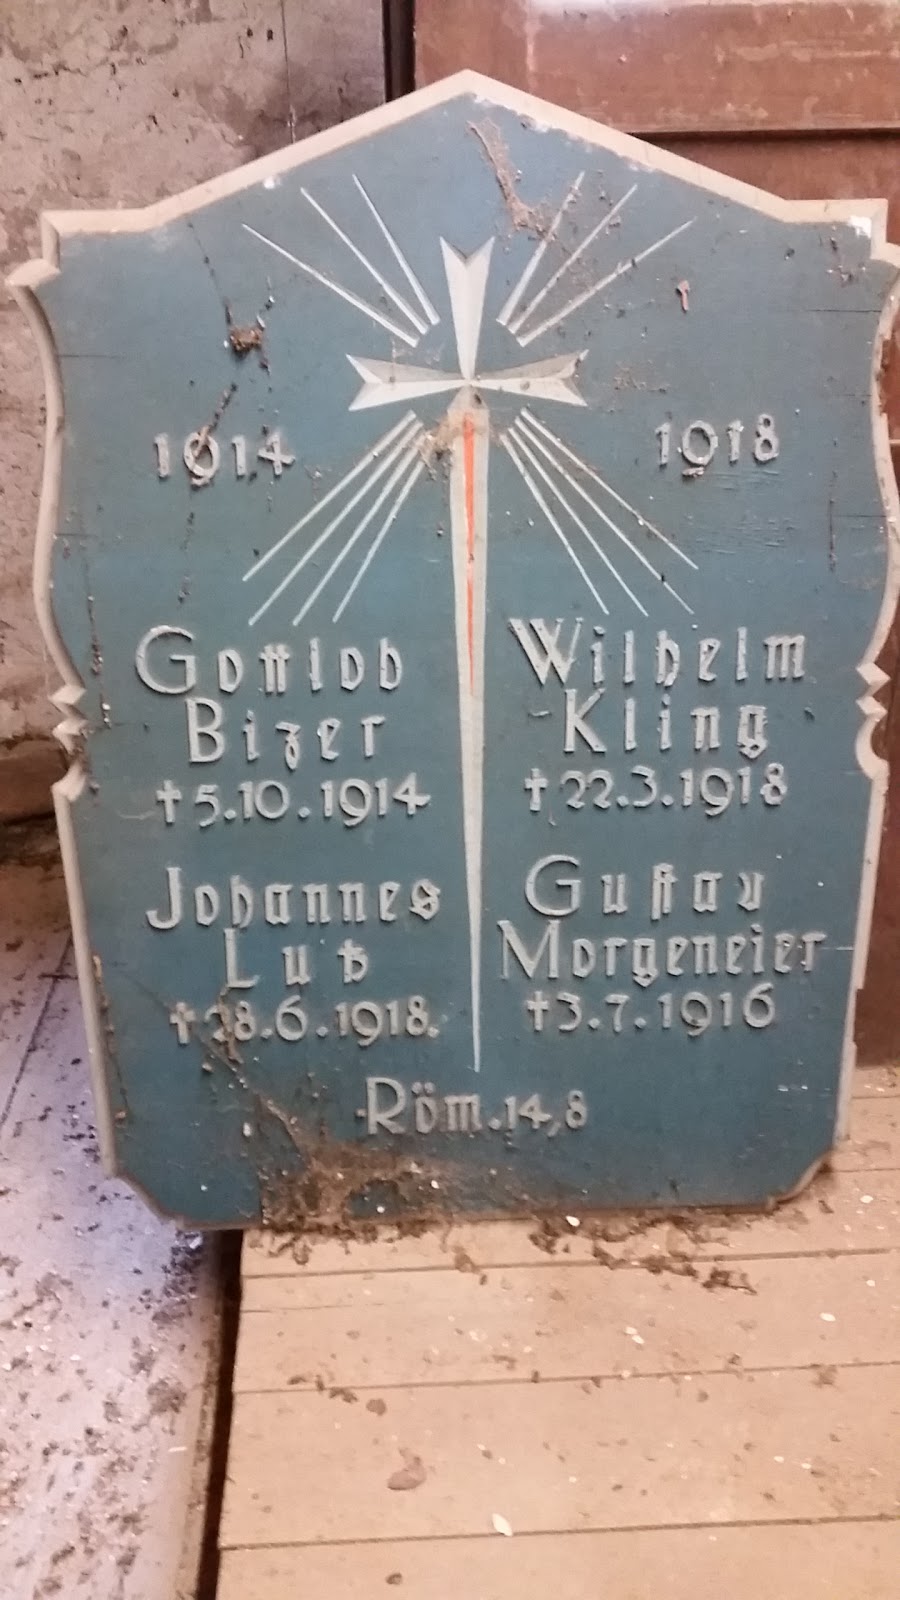 1914 1918
Gottlob
Bizer
†5.10.1914
Wilhelm
Kling
†22.3.1918
Johannes
Lutz
†28.6.1918.
Gustav
Morgeneier
†3.7.1916
Röm.14,8